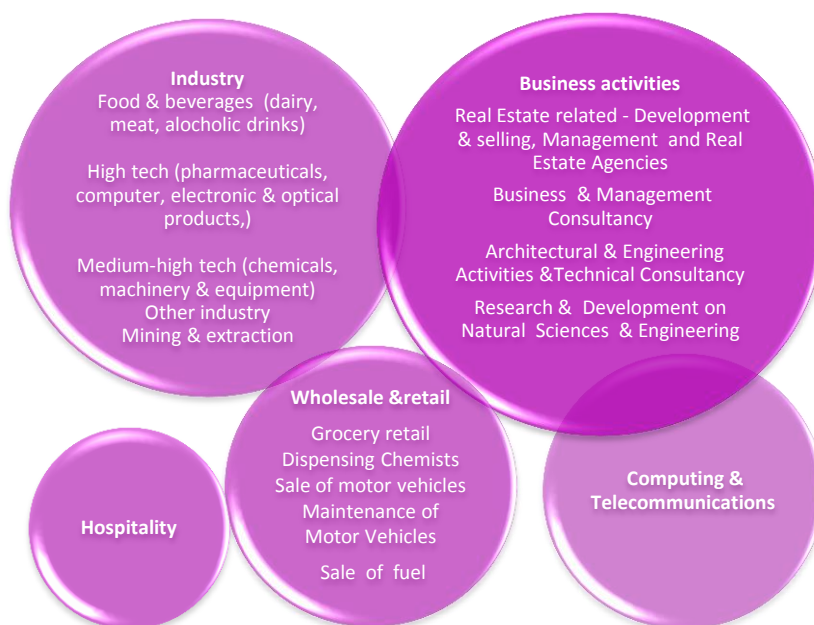 Industry
Food & beverages (dairy,
meat, alocholic drinks)
High tech (pharmaceuticals,
computer, electronic & optical
products,)
Medium-high tech (chemicals,
machinery & equipment)
Other industry
Mining & extraction
Business activities
Real Estate related - Development
& selling, Management and Real
Estate Agencies
Business & Management
Consultancy
Architectural & Engineering
Activities &Technical Consultancy
Research & Development on
Natural Sciences & Engineering
Wholesale &retail
Grocery retail
Dispensing Chemists
Sale of motor vehicles
Maintenance of
Motor Vehicles
Sale of fuel
Hospitality
Computing &
Telecommunications